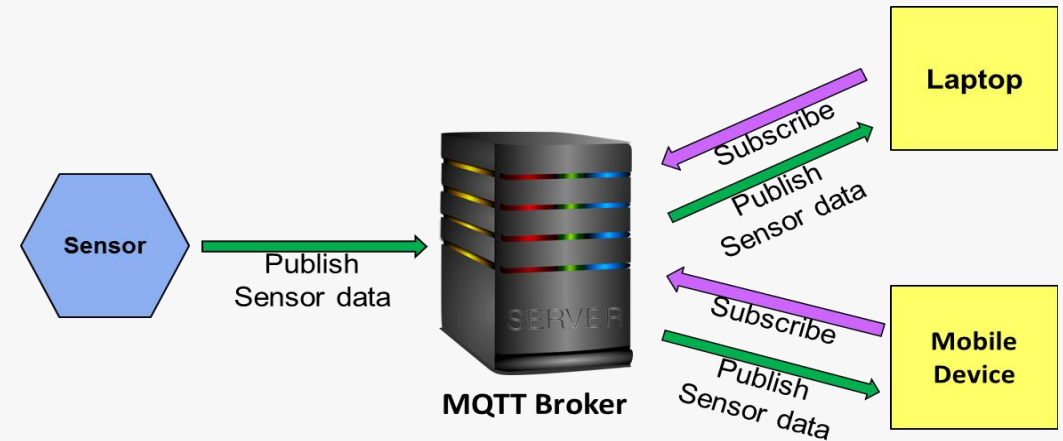 Sensor
Publish
Sensor data
SERVER
MQTT Broker
Subscribe
Publish
Sensor data
Laptop
Subscribe
Publish
Sensor data
Mobile
Device